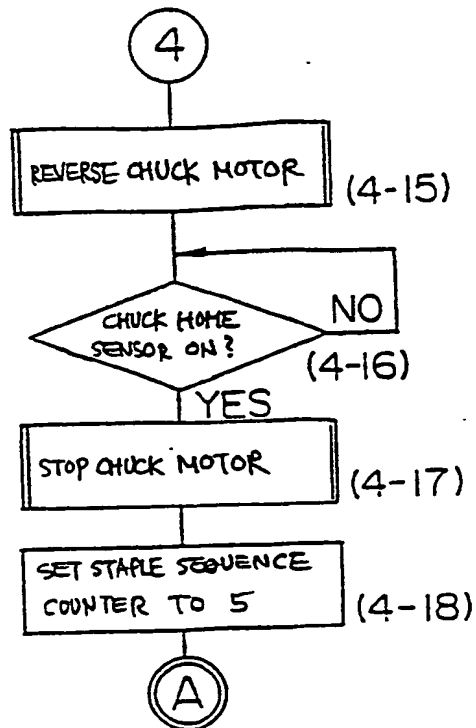 4
REVERSE CHUCK MOTOR
(4-15)
CHUCK HOME
SENSOR ON?
NO
(4-16)
YES
STOP CHUCK MOTOR
(4-17)
SET STAPLE SEQUENCE
COUNTER TO 5
(4-18)
A